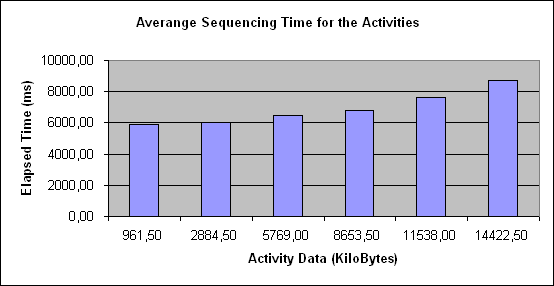 Averange Sequencing Time for the Activities
10000,00
8000,00
6000,00
4000,00
2000,00
0,00
Elapsed Time (ms)
961,50 2884,50 5769,00 8653,50 11538,00 14422,50
Activity Data (KiloBytes)